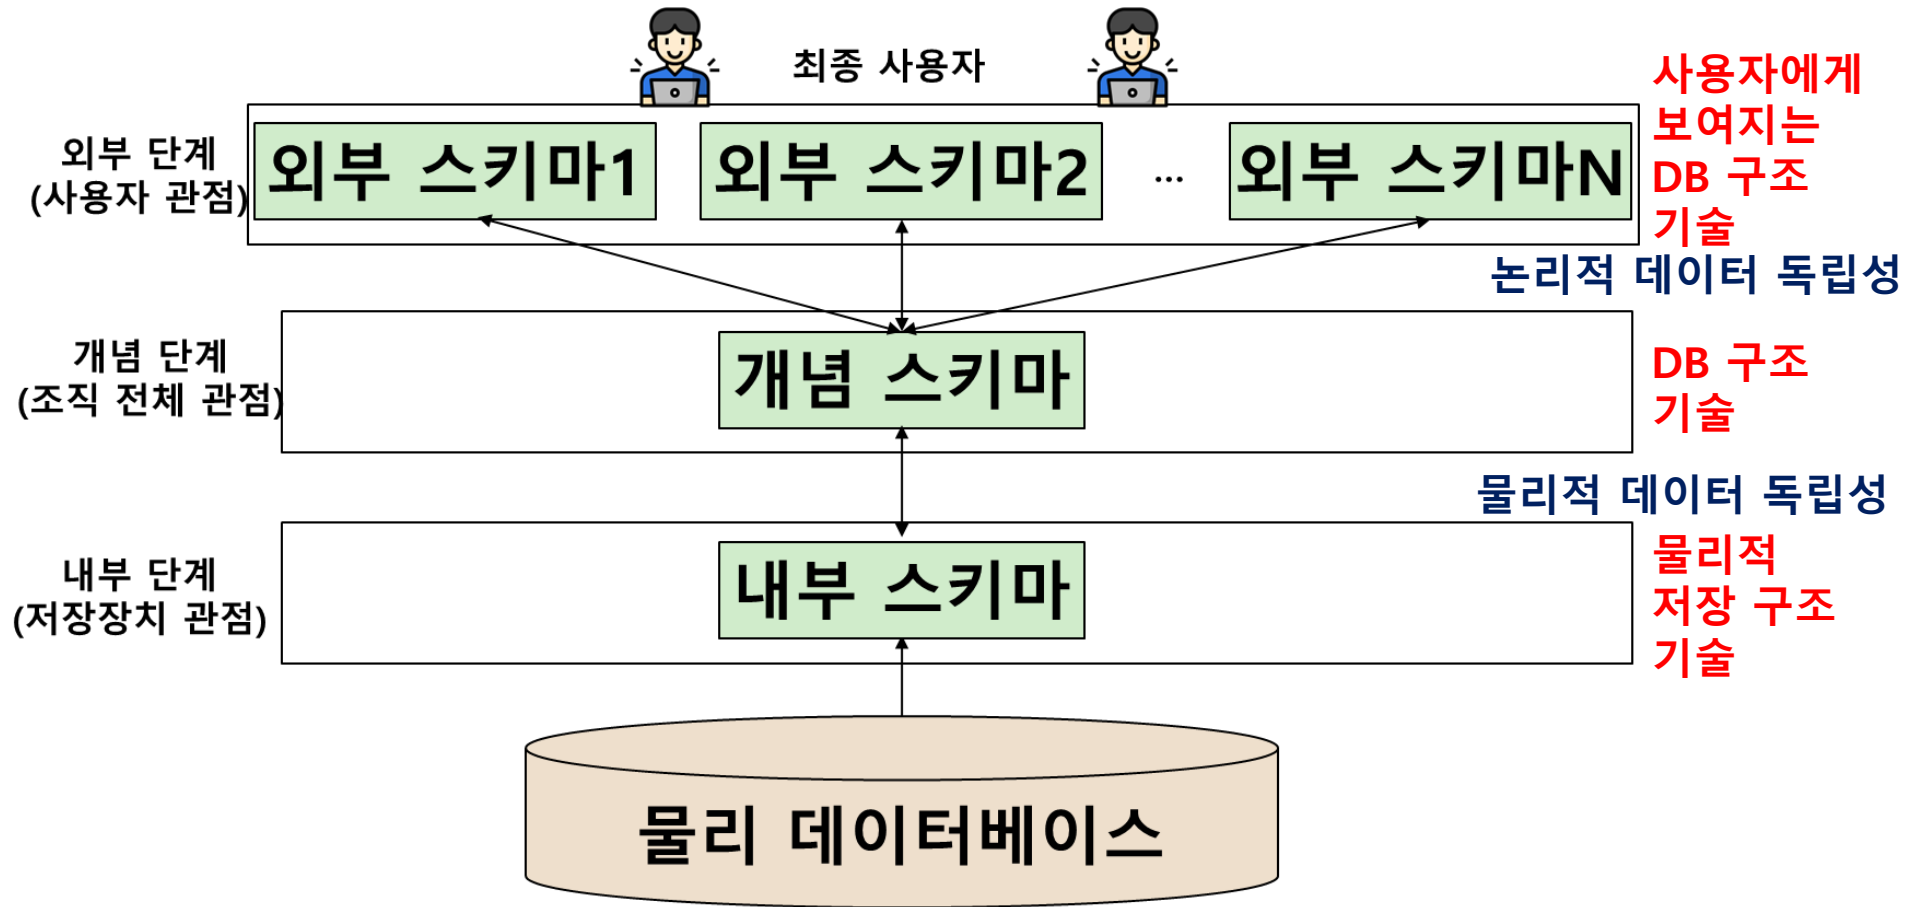 최종 사용자
사용자에게
보여지는
DB 구조
기술
외부 단계
(사용자 관점)
외부 스키마1
외부 스키마2
...
외부 스키마N
논리적 데이터 독립성
개념 단계
(조직 전체 관점)
개념 스키마
DB 구조
기술
물리적 데이터 독립성
내부 단계
(저장장치 관점)
내부 스키마
물리적
저장 구조
기술
물리 데이터베이스